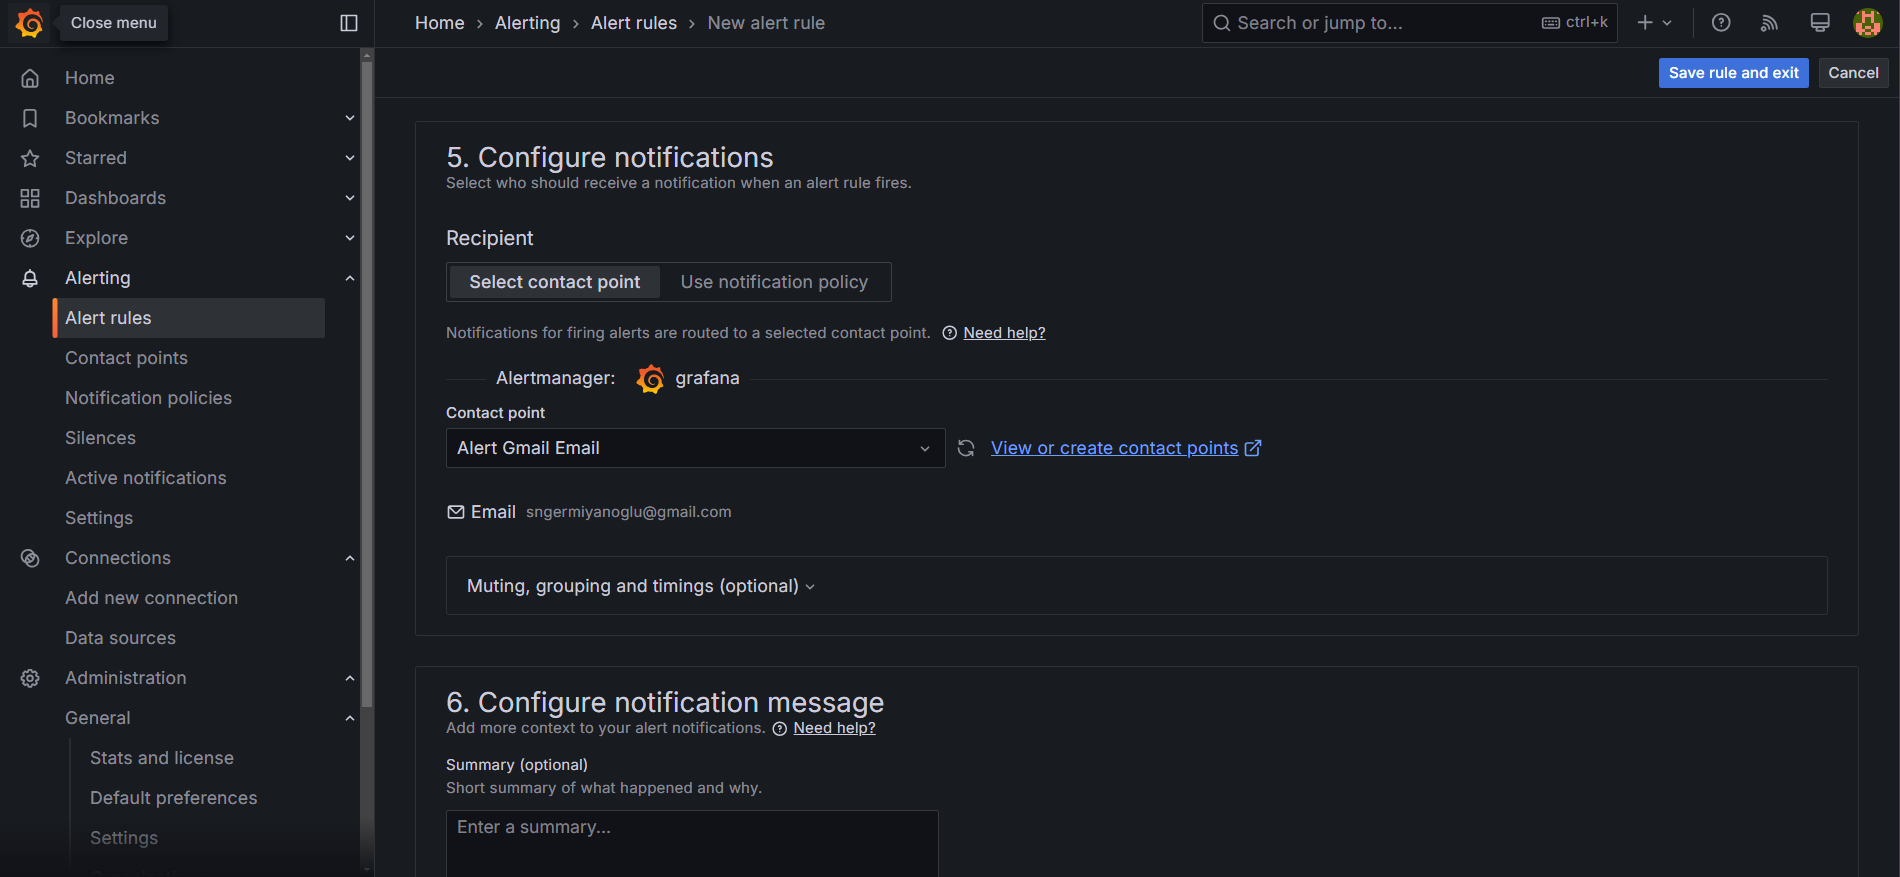 Close menu
Home › Alerting › Alert rules › New alert rule
Search or jump to...
ctrl+k
Save rule and exit
Cancel
Home
Bookmarks
Starred
Dashboards
Explore
Alerting
Alert rules
Contact points
Notification policies
Silences
Active notifications
Settings
Connections
Add new connection
Data sources
Administration
General
Stats and license
Default preferences
Settings
5. Configure notifications
Select who should receive a notification when an alert rule fires.
Recipient
Select contact point
Use notification policy
Notifications for firing alerts are routed to a selected contact point. Need help?
Alertmanager: grafana
Contact point
Alert Gmail Email
View or create contact points
Email sngermiyanoglu@gmail.com
Muting, grouping and timings (optional)
6. Configure notification message
Add more context to your alert notifications. Need help?
Summary (optional)
Short summary of what happened and why.
Enter a summary...